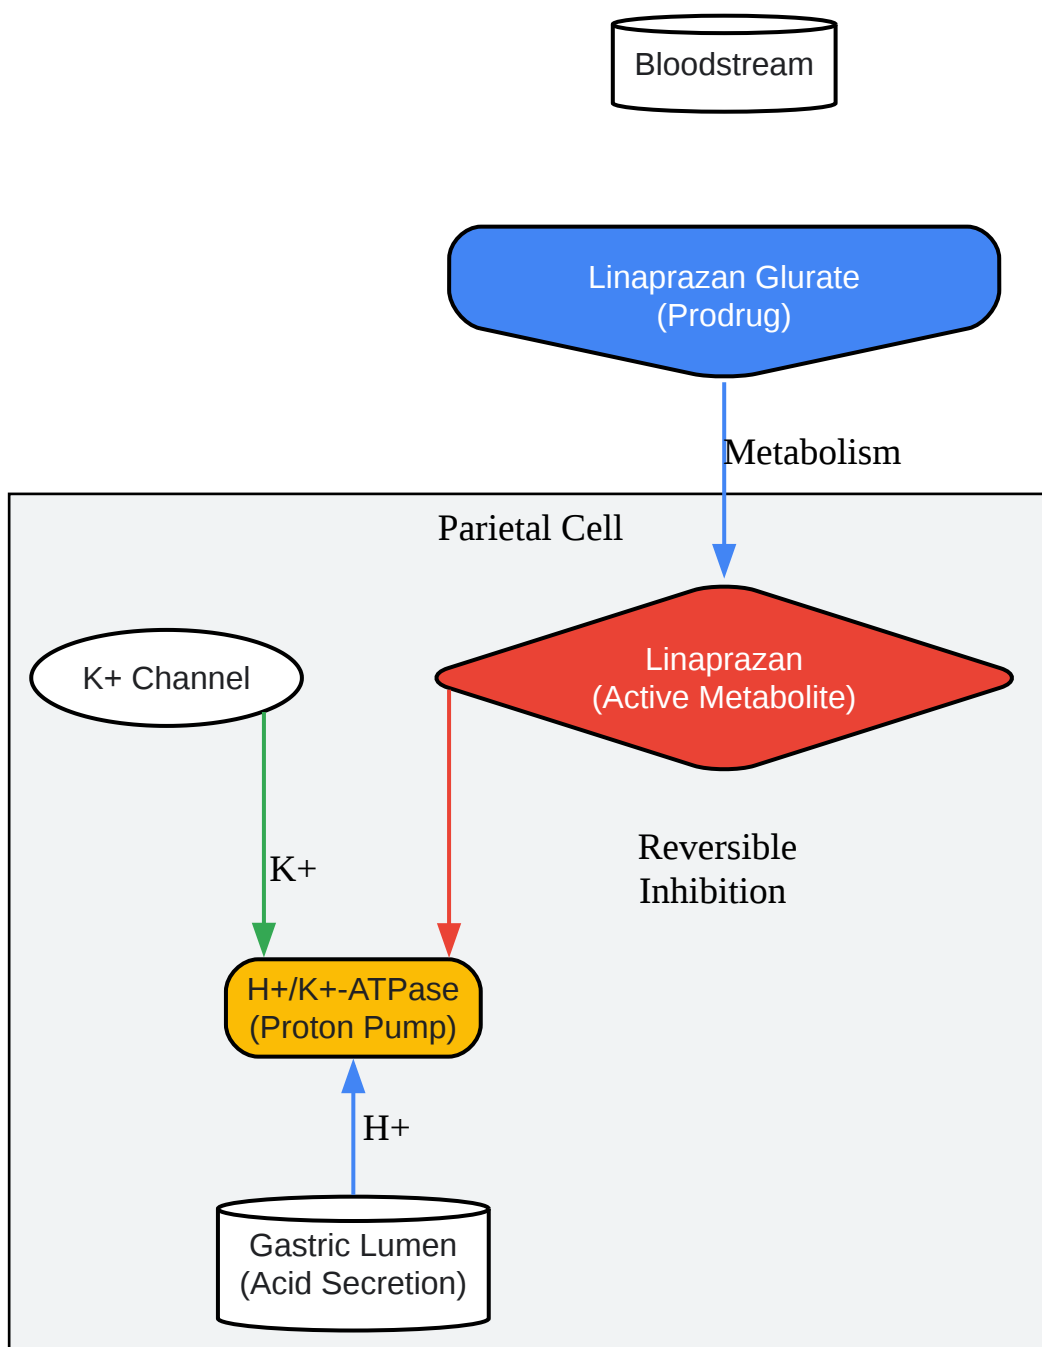 Bloodstream
Linaprazan Glurate
(Prodrug)
Metabolism
Parietal Cell
K+ Channel
Linaprazan
(Active Metabolite)
Reversible
Inhibition
K+
H+/K+-ATPase
(Proton Pump)
H+
Gastric Lumen
(Acid Secretion)